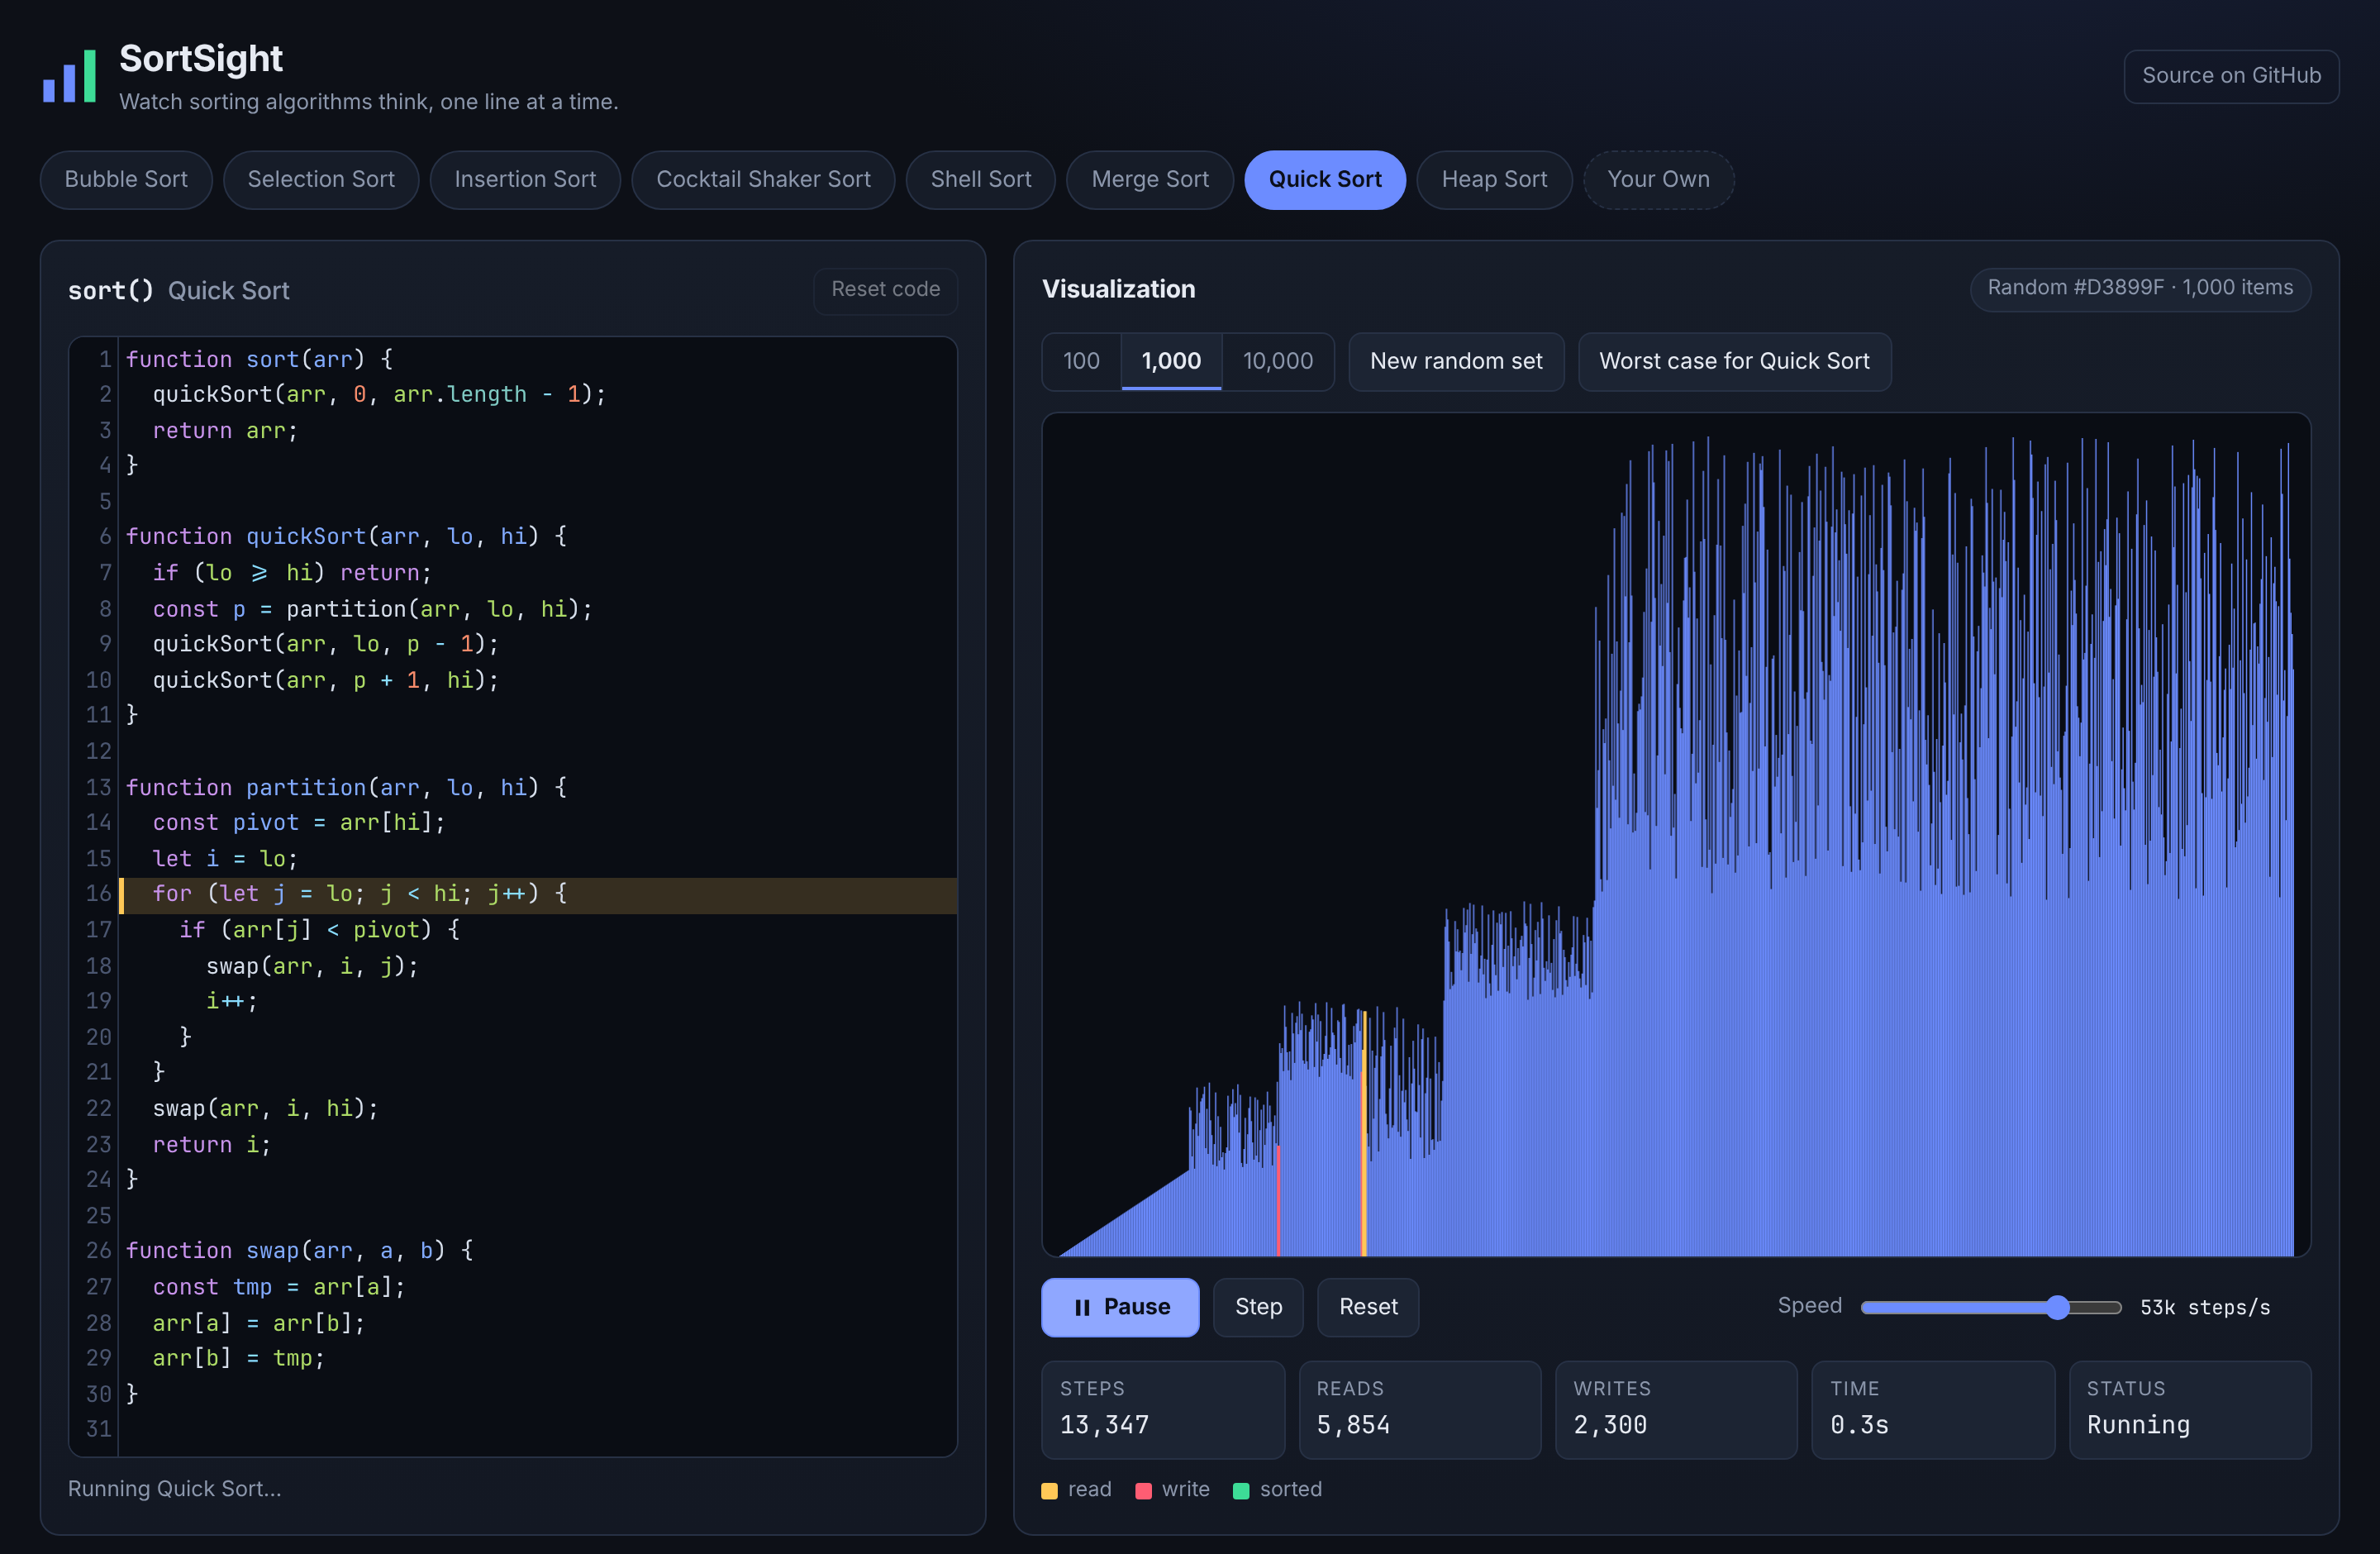 SortSight
Watch sorting algorithms think, one line at a time.
Source on GitHub
Bubble Sort
Selection Sort
Insertion Sort
Cocktail Shaker Sort
Shell Sort
Merge Sort
Quick Sort
Heap Sort
Your Own
sort() Quick Sort
Reset code
1 function sort(arr) {
2   quickSort(arr, 0, arr.length - 1);
3   return arr;
4 }
5
6 function quickSort(arr, lo, hi) {
7   if (lo >= hi) return;
8   const p = partition(arr, lo, hi);
9   quickSort(arr, lo, p - 1);
10   quickSort(arr, p + 1, hi);
11 }
12
13 function partition(arr, lo, hi) {
14   const pivot = arr[hi];
15   let i = lo;
16   for (let j = lo; j < hi; j++) {
17     if (arr[j] < pivot) {
18       swap(arr, i, j);
19       i++;
20     }
21   }
22   swap(arr, i, hi);
23   return i;
24 }
25
26 function swap(arr, a, b) {
27   const tmp = arr[a];
28   arr[a] = arr[b];
29   arr[b] = tmp;
30 }
31
Running Quick Sort...
Visualization
Random #D3899F · 1,000 items
100
1,000
10,000
New random set
Worst case for Quick Sort
Pause
Step
Reset
Speed
53k steps/s
STEPS
13,347
READS
5,854
WRITES
2,300
TIME
0.3s
STATUS
Running
read
write
sorted